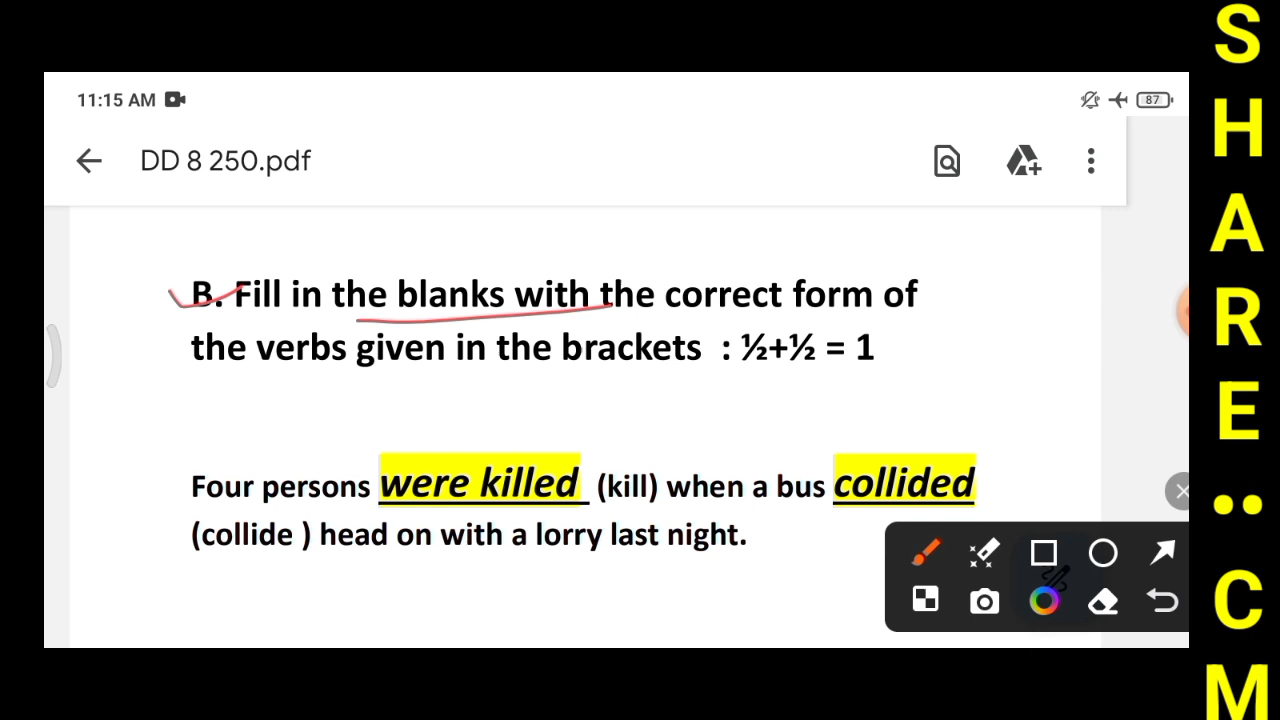 11:15 AM
87
DD 8 250.pdf
B. Fill in the blanks with the correct form of
the verbs given in the brackets : ½+½ = 1
Four persons were killed (kill) when a bus collided
(collide ) head on with a lorry last night.
S
H
A
R
E
..
C
M